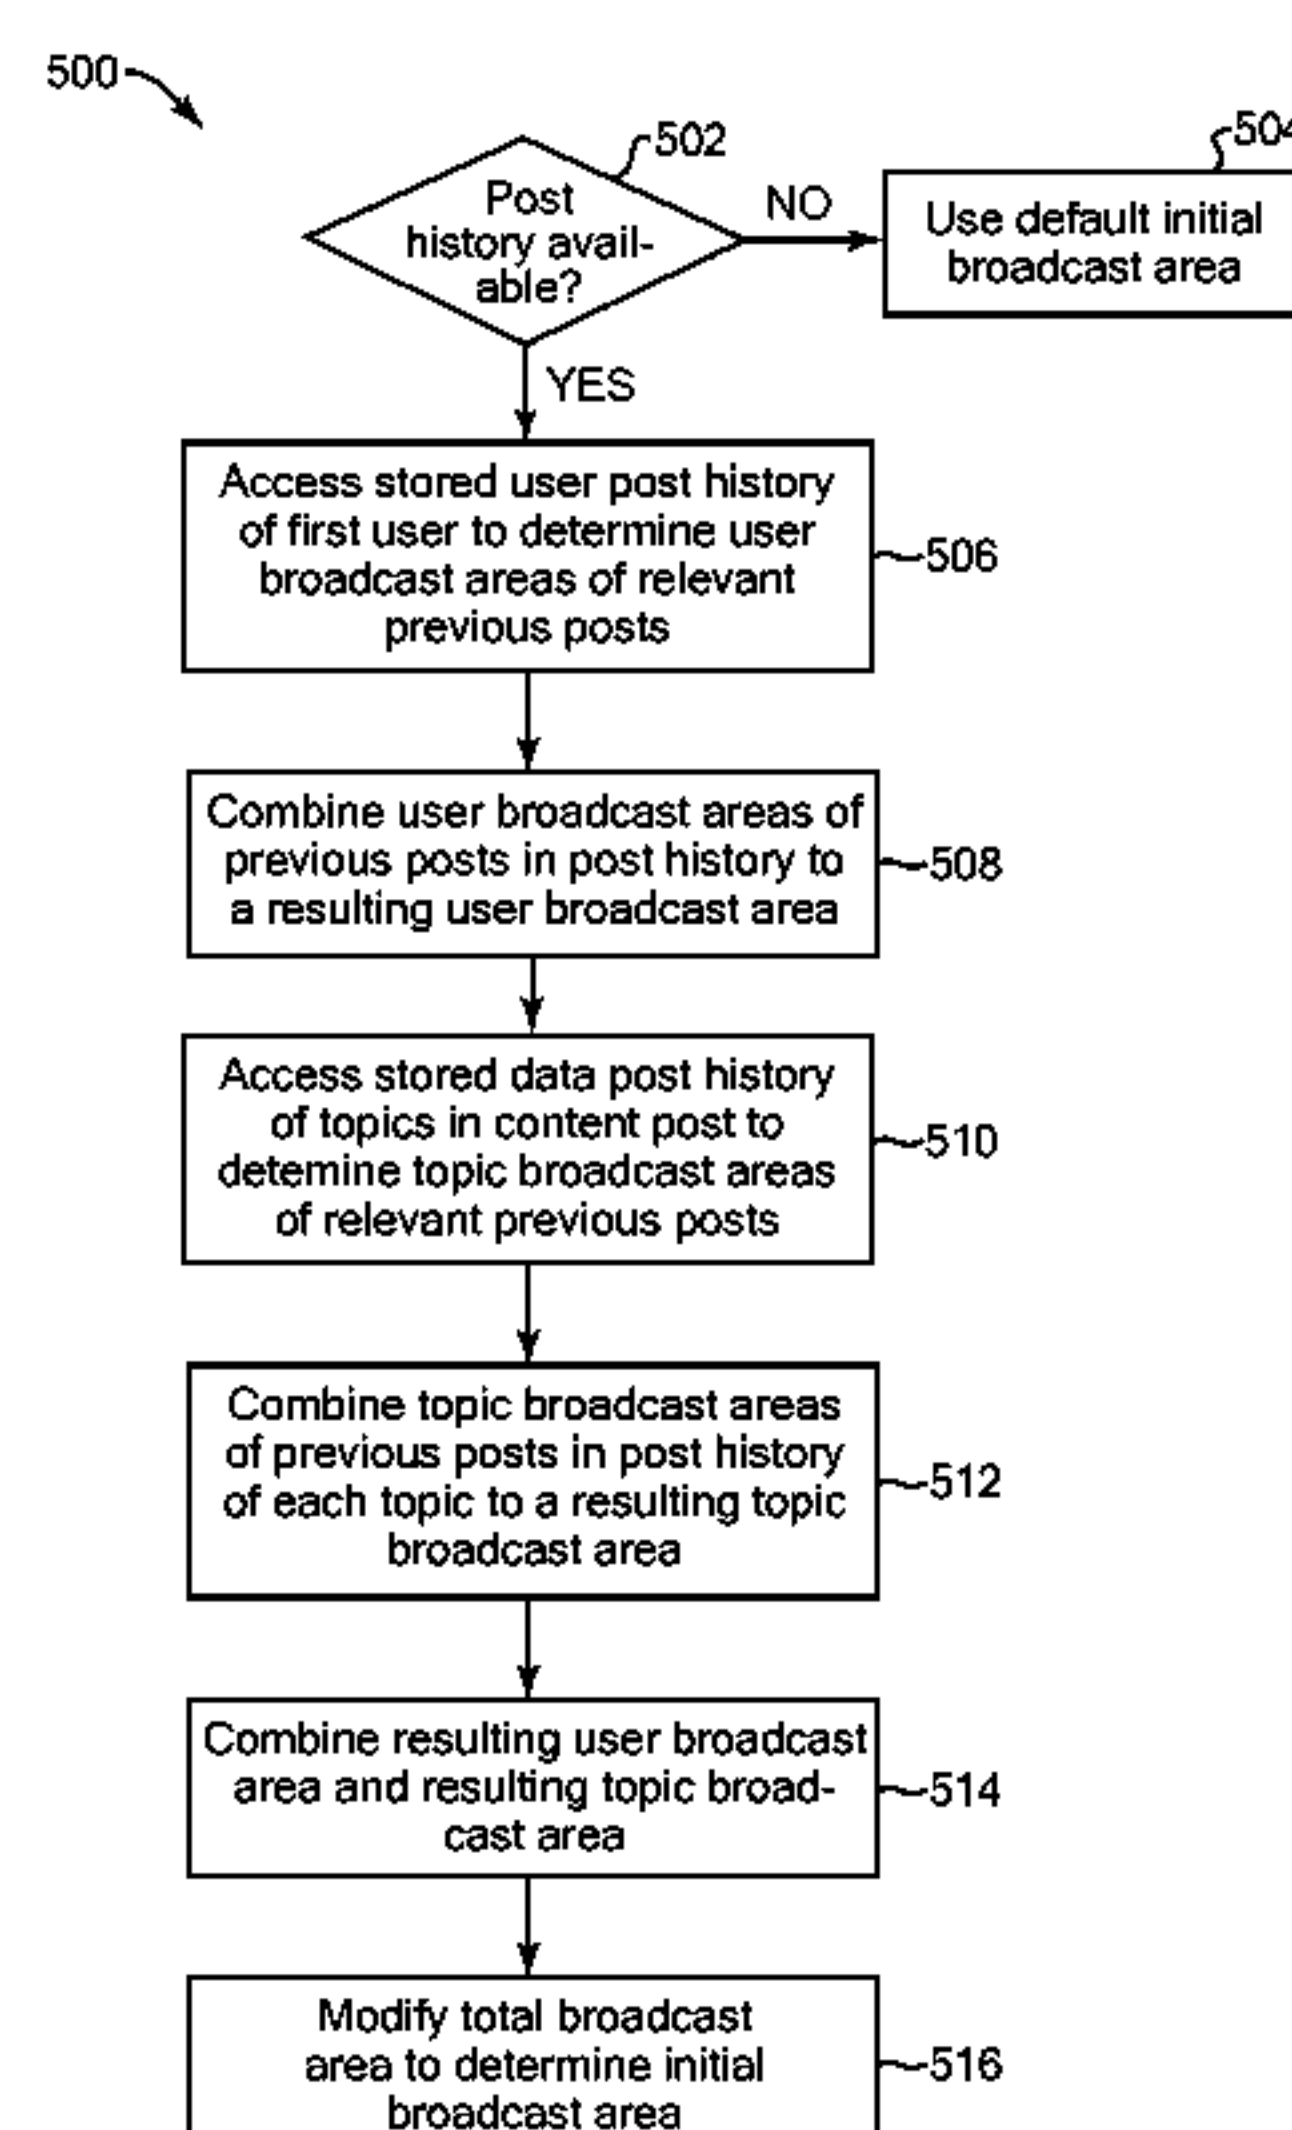 500
502
504
Post
history avail-
able?
NO
Use default initial
broadcast area
YES
Access stored user post history
of first user to determine user
broadcast areas of relevant
previous posts
506
Combine user broadcast areas of
previous posts in post history to
a resulting user broadcast area
508
Access stored data post history
of topics in content post to
detemine topic broadcast areas
of relevant previous posts
510
Combine topic broadcast areas
of previous posts in post history
of each topic to a resulting topic
broadcast area
512
Combine resulting user broadcast
area and resulting topic broad-
cast area
514
Modify total broadcast
area to determine initial
broadcast area
516